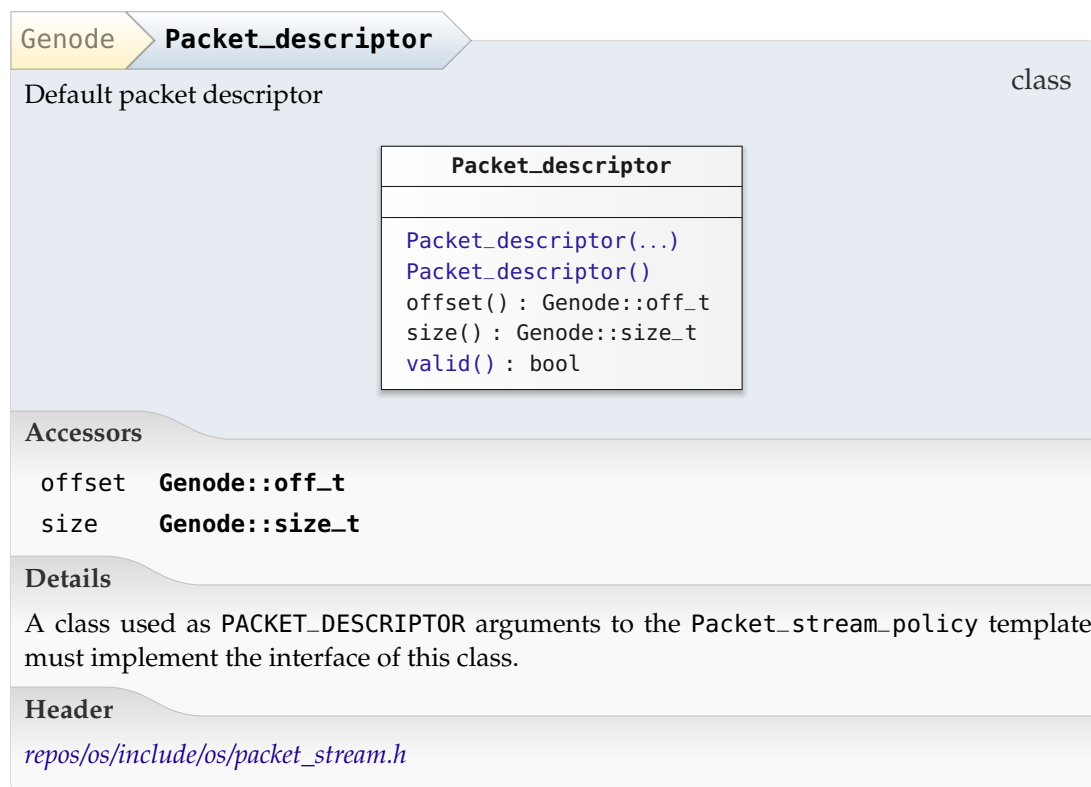 Genode Packet_descriptor
class
Default packet descriptor
Packet_descriptor
Packet_descriptor(...)
Packet_descriptor()
offset() : Genode::off_t
size() : Genode::size_t
valid() : bool
Accessors
offset Genode::off_t
size Genode::size_t
Details
A class used as PACKET_DESCRIPTOR arguments to the Packet_stream_policy template
must implement the interface of this class.
Header
repos/os/include/os/packet_stream.h